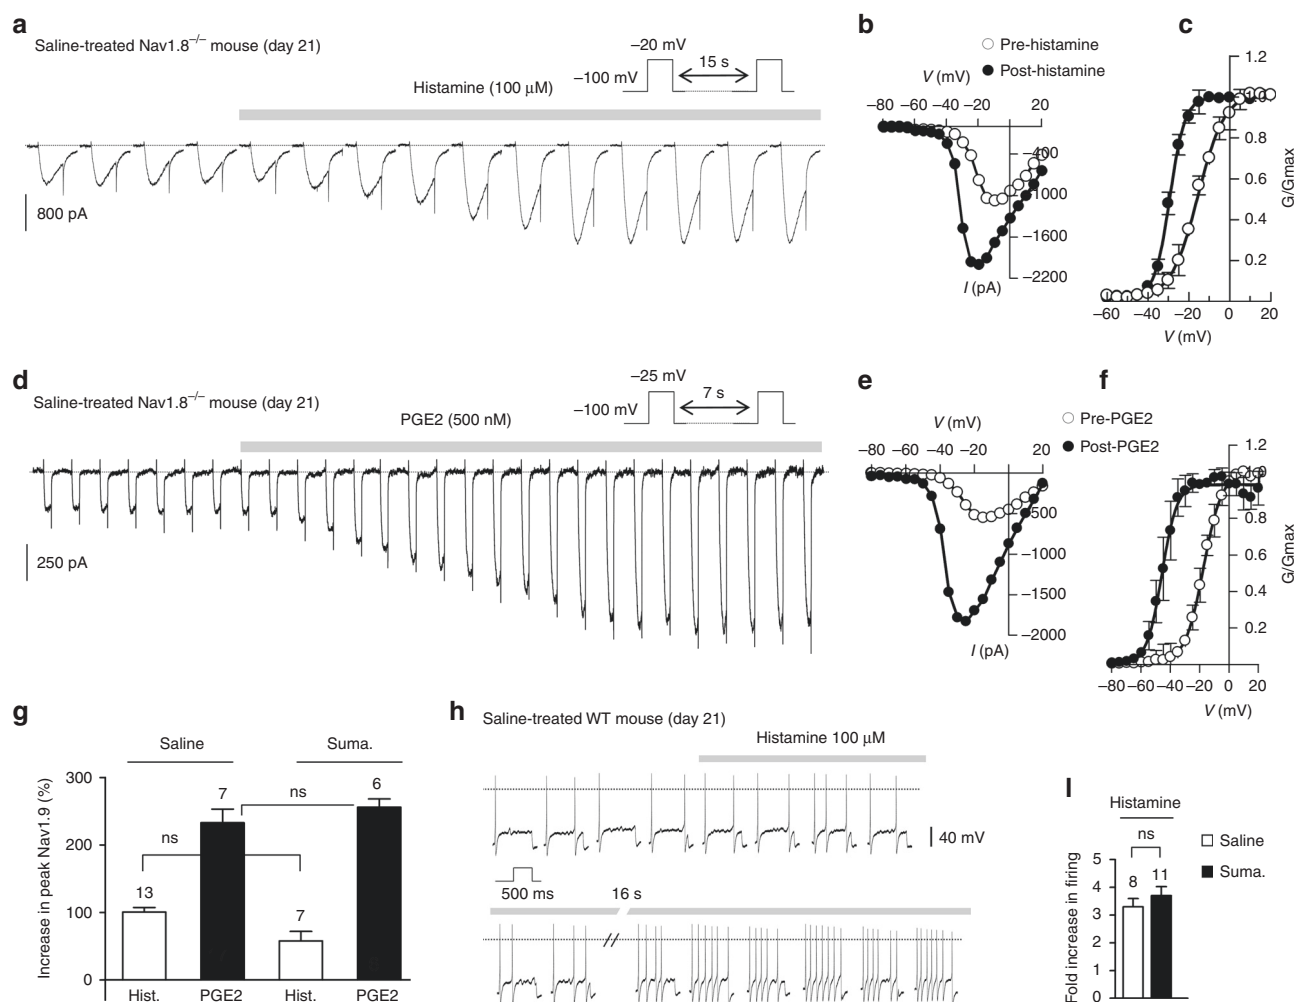 a
Saline-treated Nav1.8–/– mouse (day 21)
Histamine (100 μM)
–20 mV
–100 mV
15 s
800 pA
b
Pre-histamine
Post-histamine
V (mV)
–80 –60 –40 –20 20
–400
–1000
–1600
–2200
I (pA)
c
1.2
1.0
0.8
0.6
0.4
0.2
G/Gmax
–60 –40 –20 0 20
V (mV)
d
Saline-treated Nav1.8–/– mouse (day 21)
PGE2 (500 nM)
–25 mV
–100 mV
7 s
250 pA
e
Pre-PGE2
Post-PGE2
V (mV)
–80 –60 –40 –20 0 20
–500
–1000
–1500
–2000
I (pA)
f
1.2
1.0
0.8
0.6
0.4
0.2
G/Gmax
–80 –60 –40 –20 0 20
V (mV)
g
Saline Suma.
Increase in peak Nav1.9 (%)
300
200
100
0
13
7
7
6
ns
ns
Hist. PGE2 Hist. PGE2
h
Saline-treated WT mouse (day 21)
Histamine 100 μM
40 mV
500 ms
16 s
I
Histamine
ns
8 11
Saline
Suma.
Fold increase in firing
5
4
3
2
1
0